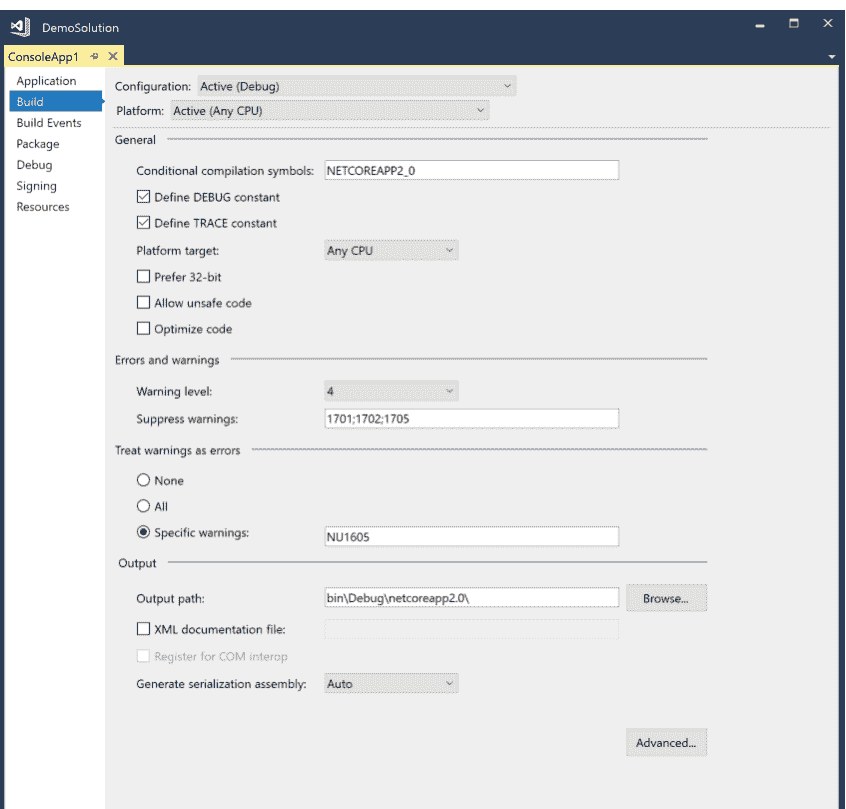 DemoSolution
ConsoleApp1
Application
Build
Build Events
Package
Debug
Signing
Resources
Configuration: Active (Debug)
Platform: Active (Any CPU)
General
Conditional compilation symbols: NETCOREAPP2_0
Define DEBUG constant
Define TRACE constant
Platform target: Any CPU
Prefer 32-bit
Allow unsafe code
Optimize code
Errors and warnings
Warning level: 4
Suppress warnings: 1701;1702;1705
Treat warnings as errors
None
All
Specific warnings: NU1605
Output
Output path: bin\Debug\netcoreapp2.0\ Browse...
XML documentation file:
Register for COM interop
Generate serialization assembly: Auto
Advanced...